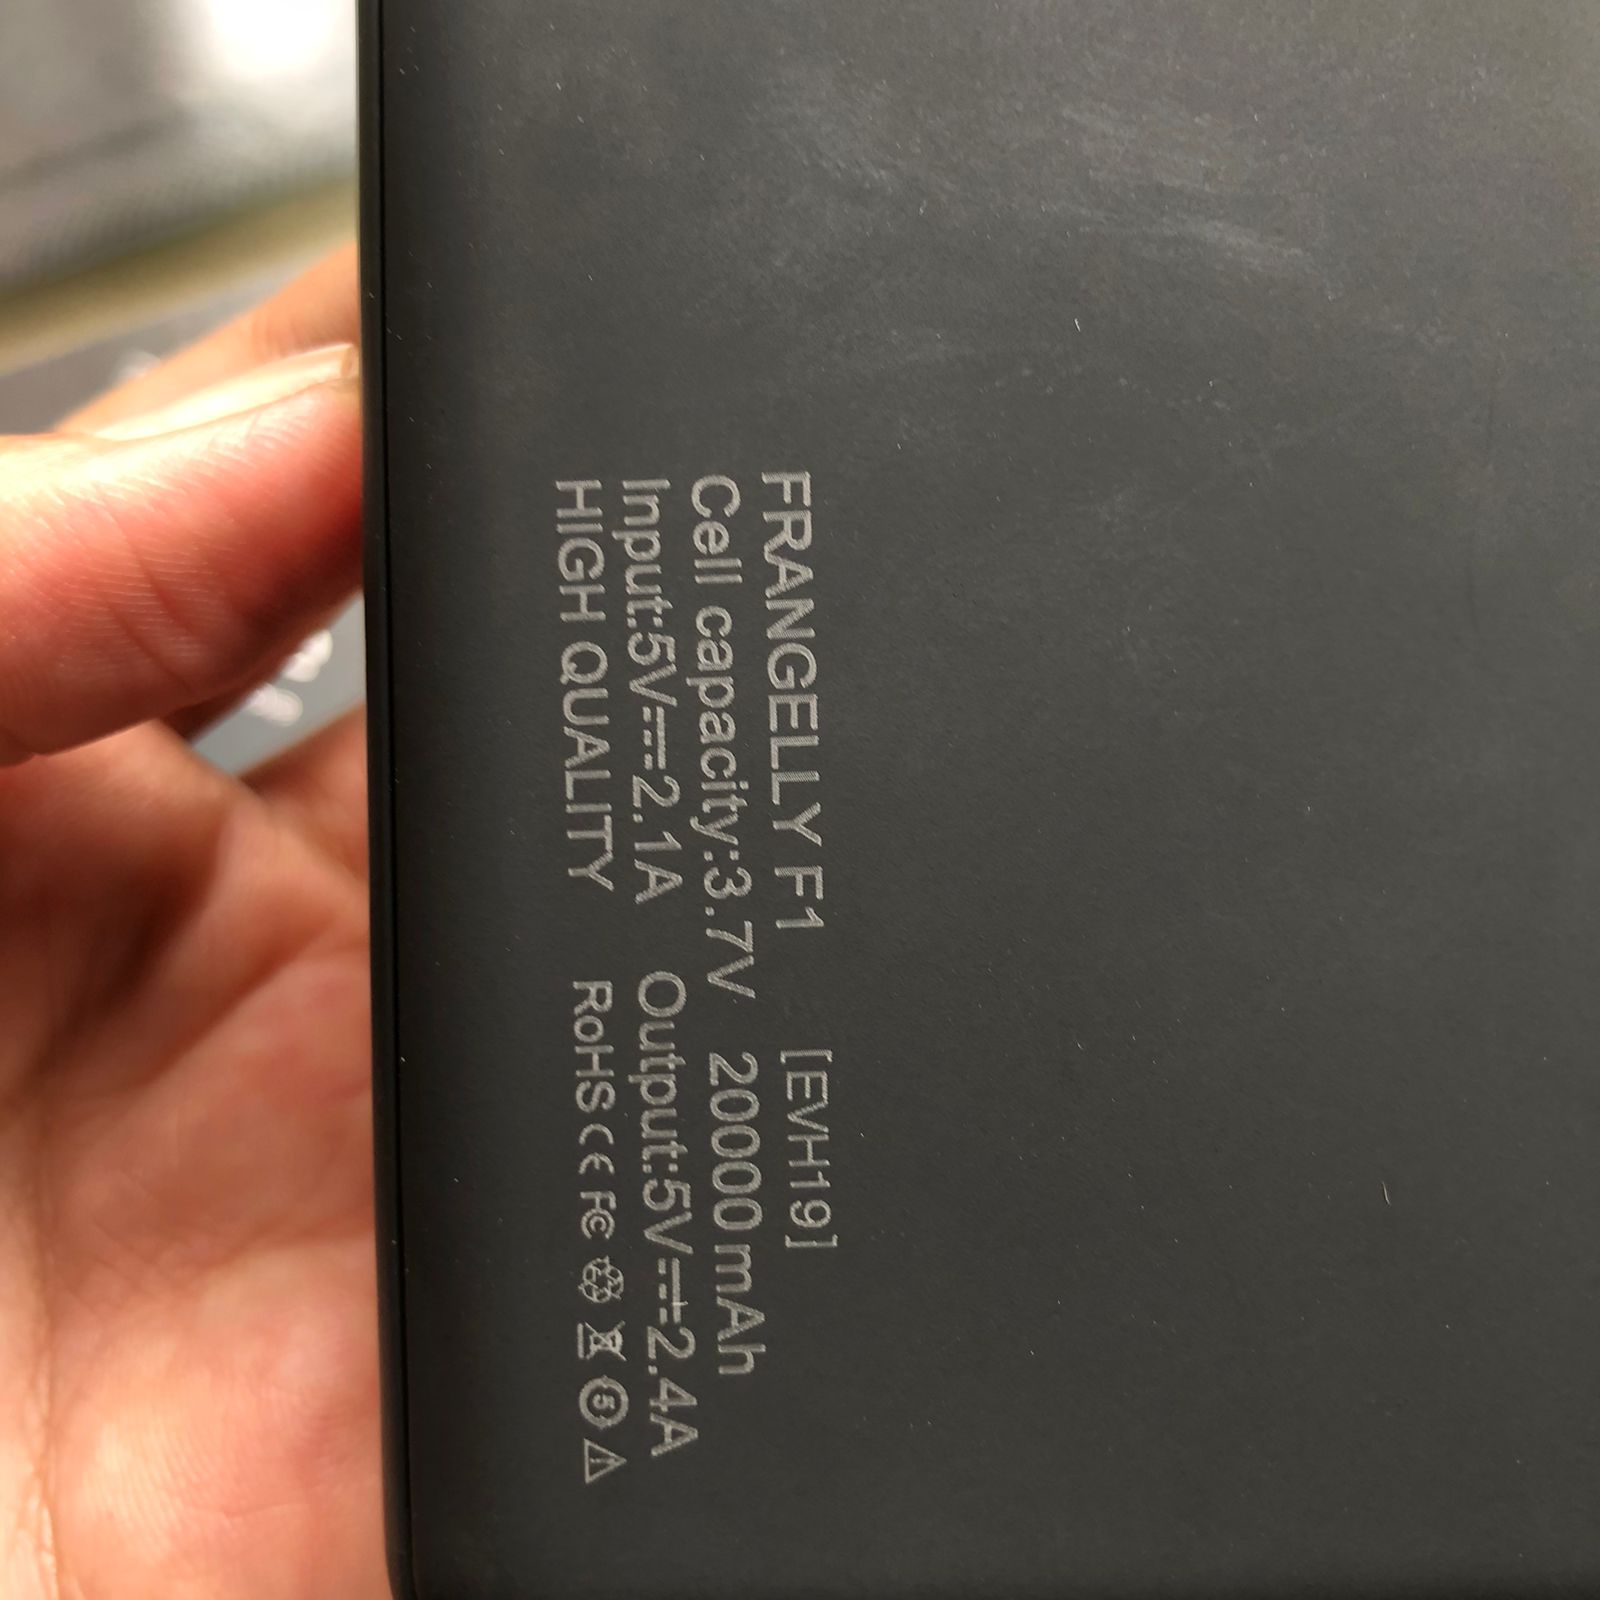 FRANGELLY F1 [EVH19]
Cell capacity:3.7V 20000mAh
Input:5V⎓2.1A Output:5V⎓2.4A
HIGH QUALITY RoHS CE FC 5